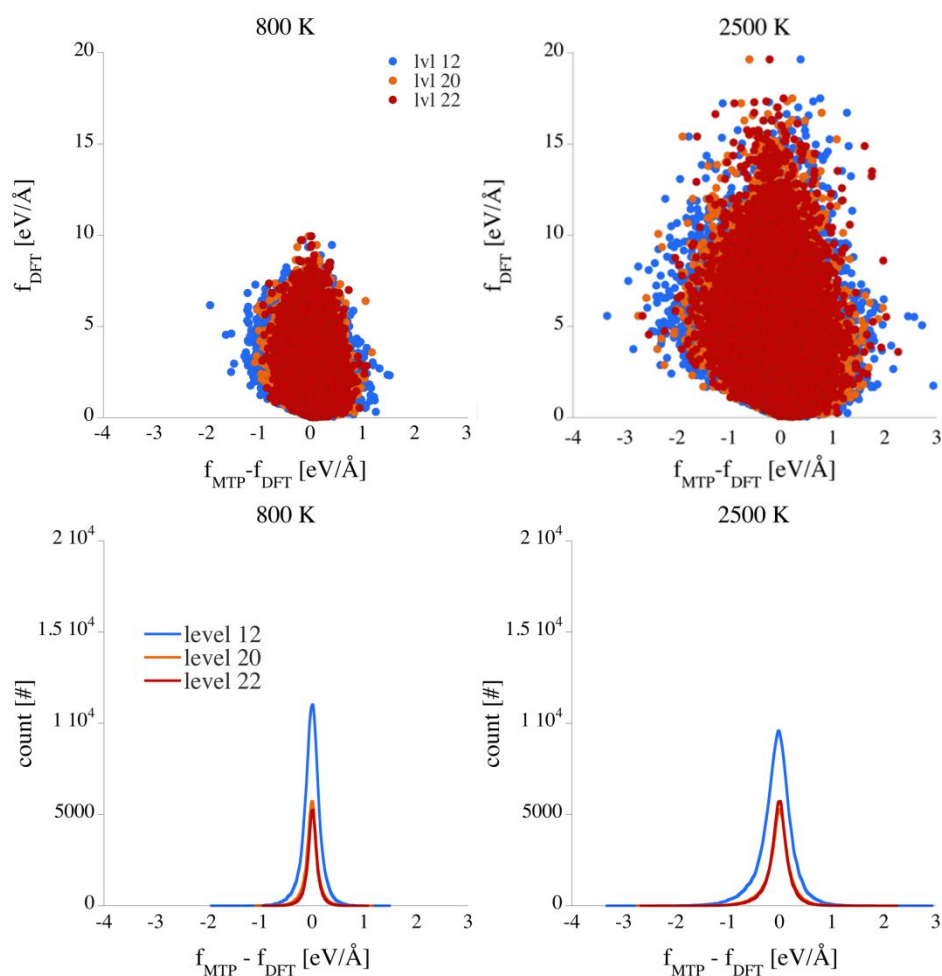 800 K
20
15
10
5
0
f_DFT [eV/Å]
lvl 12
lvl 20
lvl 22
-4 -3 -2 -1 0 1 2 3
f_MTP-f_DFT [eV/Å]
2500 K
20
15
10
5
0
f_DFT [eV/Å]
-4 -3 -2 -1 0 1 2 3
f_MTP-f_DFT [eV/Å]
800 K
2 10^4
1.5 10^4
1 10^4
5000
0
count [#]
level 12
level 20
level 22
-4 -3 -2 -1 0 1 2 3
f_MTP - f_DFT [eV/Å]
2500 K
2 10^4
1.5 10^4
1 10^4
5000
0
count [#]
-4 -3 -2 -1 0 1 2 3
f_MTP - f_DFT [eV/Å]